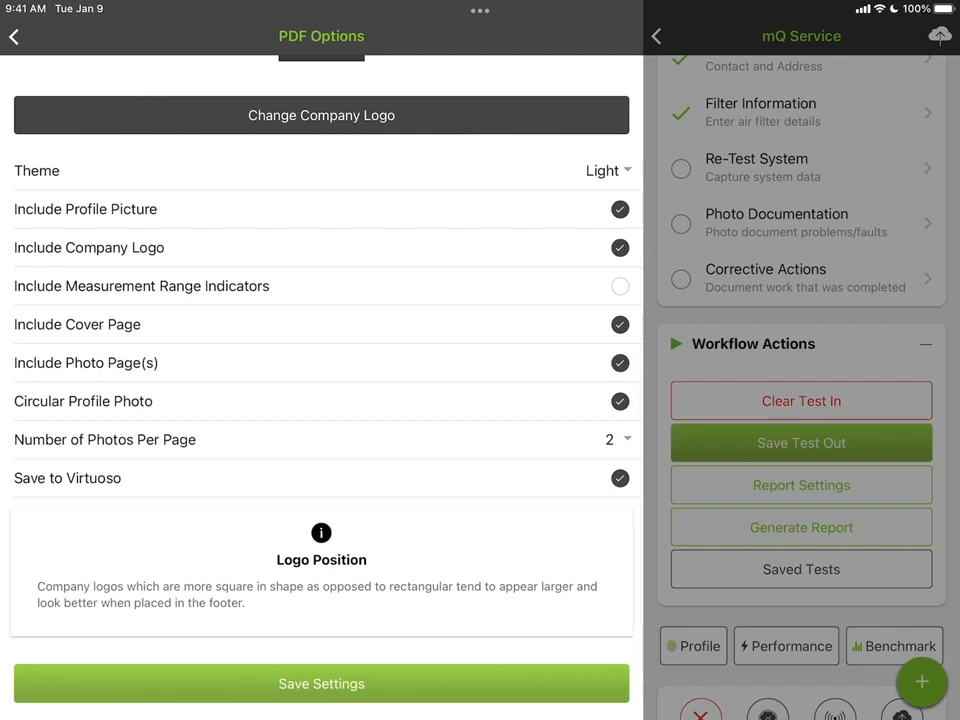 9:41 AM Tue Jan 9
100%
PDF Options
Change Company Logo
Theme
Light
Include Profile Picture
Include Company Logo
Include Measurement Range Indicators
Include Cover Page
Include Photo Page(s)
Circular Profile Photo
Number of Photos Per Page
2
Save to Virtuoso
Logo Position
Company logos which are more square in shape as opposed to rectangular tend to appear larger and
look better when placed in the footer.
Save Settings
mQ Service
Contact and Address
Filter Information
Enter air filter details
Re-Test System
Capture system data
Photo Documentation
Photo document problems/faults
Corrective Actions
Document work that was completed
Workflow Actions
Clear Test In
Save Test Out
Report Settings
Generate Report
Saved Tests
Profile
Performance
Benchmark